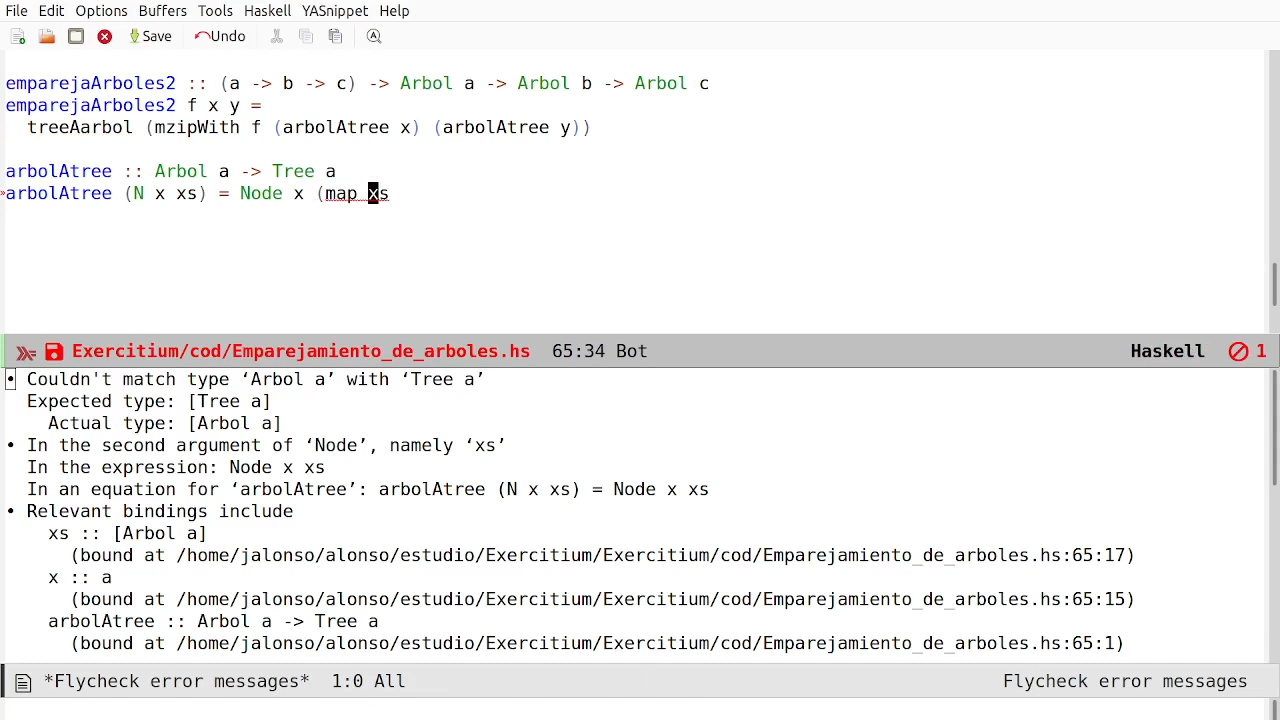 File Edit Options Buffers Tools Haskell YASnippet Help
Save Undo
emparejaArboles2 :: (a -> b -> c) -> Arbol a -> Arbol b -> Arbol c
emparejaArboles2 f x y =
  treeAarbol (mzipWith f (arbolAtree x) (arbolAtree y))
arbolAtree :: Arbol a -> Tree a
arbolAtree (N x xs) = Node x (map xs
Exercitium/cod/Emparejamiento_de_arboles.hs 65:34 Bot Haskell 1
• Couldn't match type ‘Arbol a’ with ‘Tree a’
  Expected type: [Tree a]
    Actual type: [Arbol a]
• In the second argument of ‘Node’, namely ‘xs’
  In the expression: Node x xs
  In an equation for ‘arbolAtree’: arbolAtree (N x xs) = Node x xs
• Relevant bindings include
    xs :: [Arbol a]
      (bound at /home/jalonso/alonso/estudio/Exercitium/Exercitium/cod/Emparejamiento_de_arboles.hs:65:17)
    x :: a
      (bound at /home/jalonso/alonso/estudio/Exercitium/Exercitium/cod/Emparejamiento_de_arboles.hs:65:15)
    arbolAtree :: Arbol a -> Tree a
      (bound at /home/jalonso/alonso/estudio/Exercitium/Exercitium/cod/Emparejamiento_de_arboles.hs:65:1)
*Flycheck error messages* 1:0 All Flycheck error messages